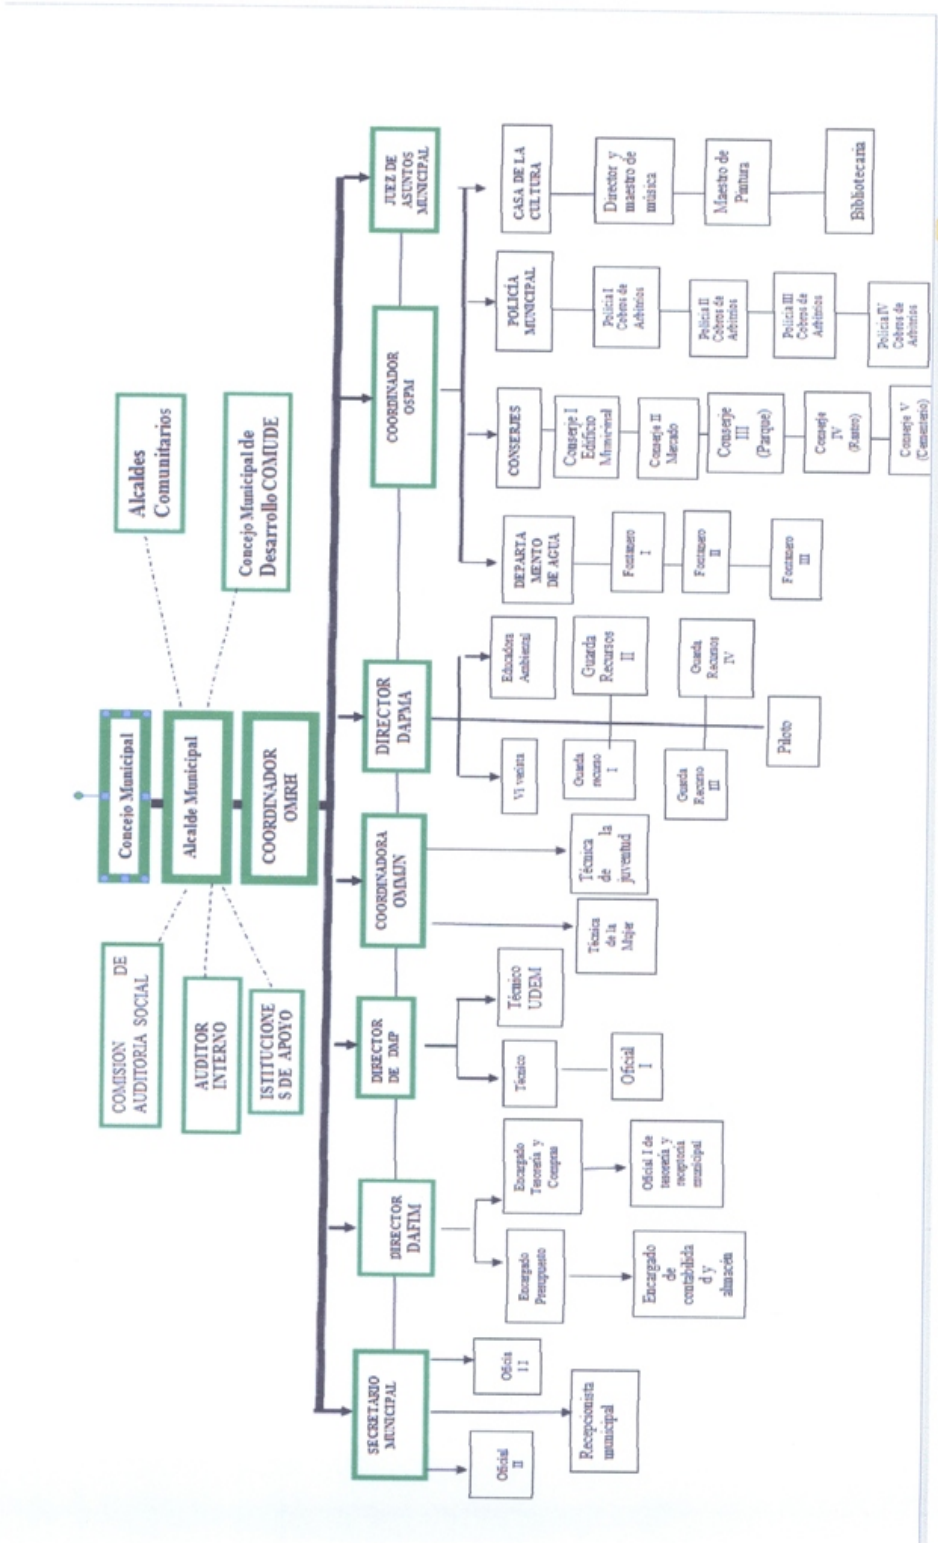 Concejo Municipal
Alcalde Municipal
COORDINADOR
OMRH
COMISION DE
AUDITORIA SOCIAL
AUDITOR
INTERNO
ISTITUCIONE
S DE APOYO
Alcaldes
Comunitarios
Concejo Municipal de
Desarrollo COMUDE
SECRETARIO
MUNICIPAL
DIRECTOR
DAFIM
DIRECTOR
DE DMP
COORDINADORA
OMMJN
DIRECTOR
DAPMA
COORDINADOR
OSPM
JUEZ DE
ASUNTOS
MUNICIPAL
Oficial
II
Recepcionista
municipal
Oficia
l I
Encargado
Presupuesto
Encargado
de
contabilida
d y
almacén
Encargado
Tesorería y
Compras
Oficial I de
tesorería y
receptoria
municipal
Técnico
Oficial
I
Técnico
UDEM
Técnica
de la
Mujer
Técnica la
de
juventud
Vi verista
Educadora
Ambiental
Guarda
recurso
I
Guarda
Recursos
II
Guarda
Recurso
III
Guarda
Recursos
IV
Piloto
DEPARTA
MENTO
DE AGUA
Fontanero
I
Fontanero
II
Fontanero
III
CONSERJES
Conserje I
Edificio
Municipal
Conserje II
Mercado
Conserje
III
(Parque)
Conserje
IV
(Rastro)
Conserje V
(Cementerio)
POLICÍA
MUNICIPAL
Policía I
Cobros de
Arbitrios
Policía II
Cobros de
Arbitrios
Policía III
Cobros de
Arbitrios
Policía IV
Cobros de
Arbitrios
CASA DE LA
CULTURA
Director y
maestro de
música
Maestro de
Pintura
Bibliotecaria